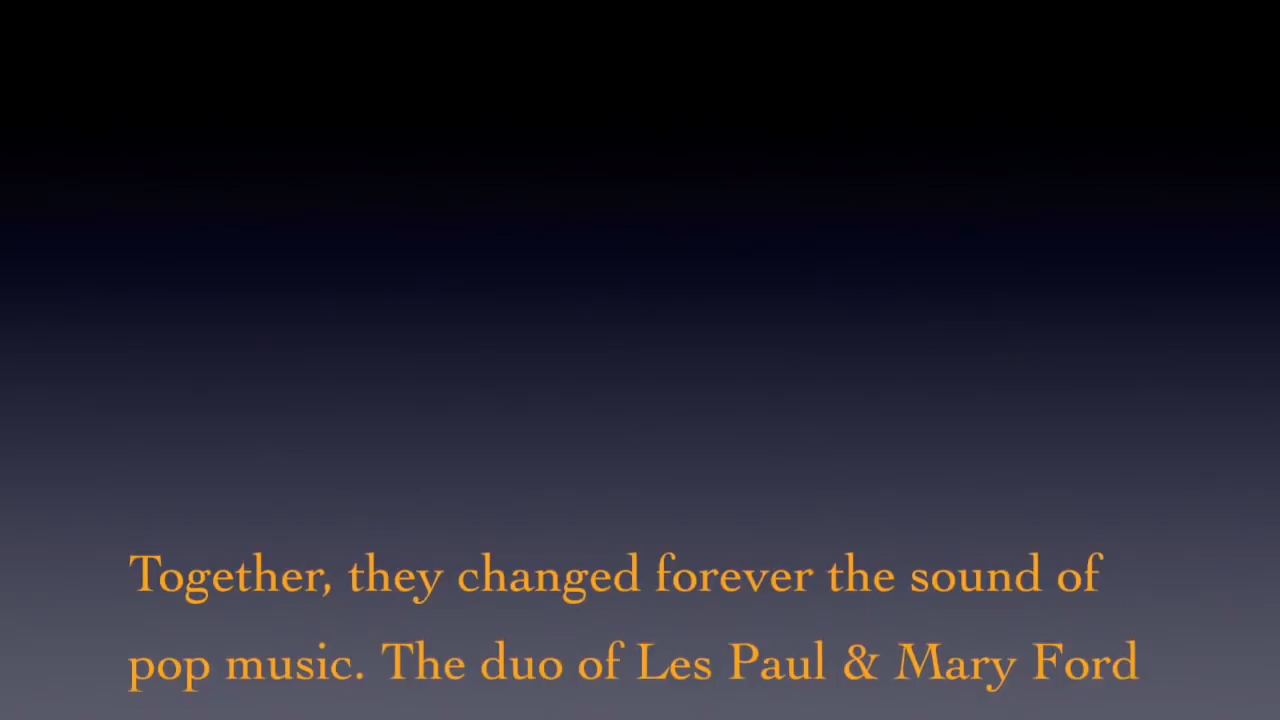 Together, they changed forever the sound of
pop music. The duo of Les Paul & Mary Ford